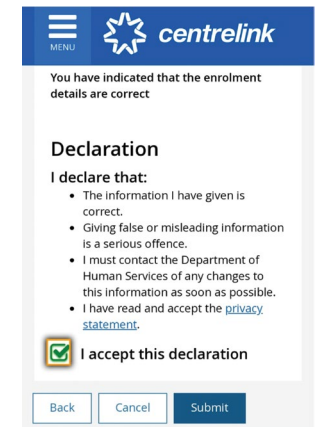 MENU
centrelink
You have indicated that the enrolment
details are correct
Declaration
I declare that:
• The information I have given is
correct.
• Giving false or misleading information
is a serious offence.
• I must contact the Department of
Human Services of any changes to
this information as soon as possible.
• I have read and accept the privacy
statement.
I accept this declaration
Back Cancel Submit